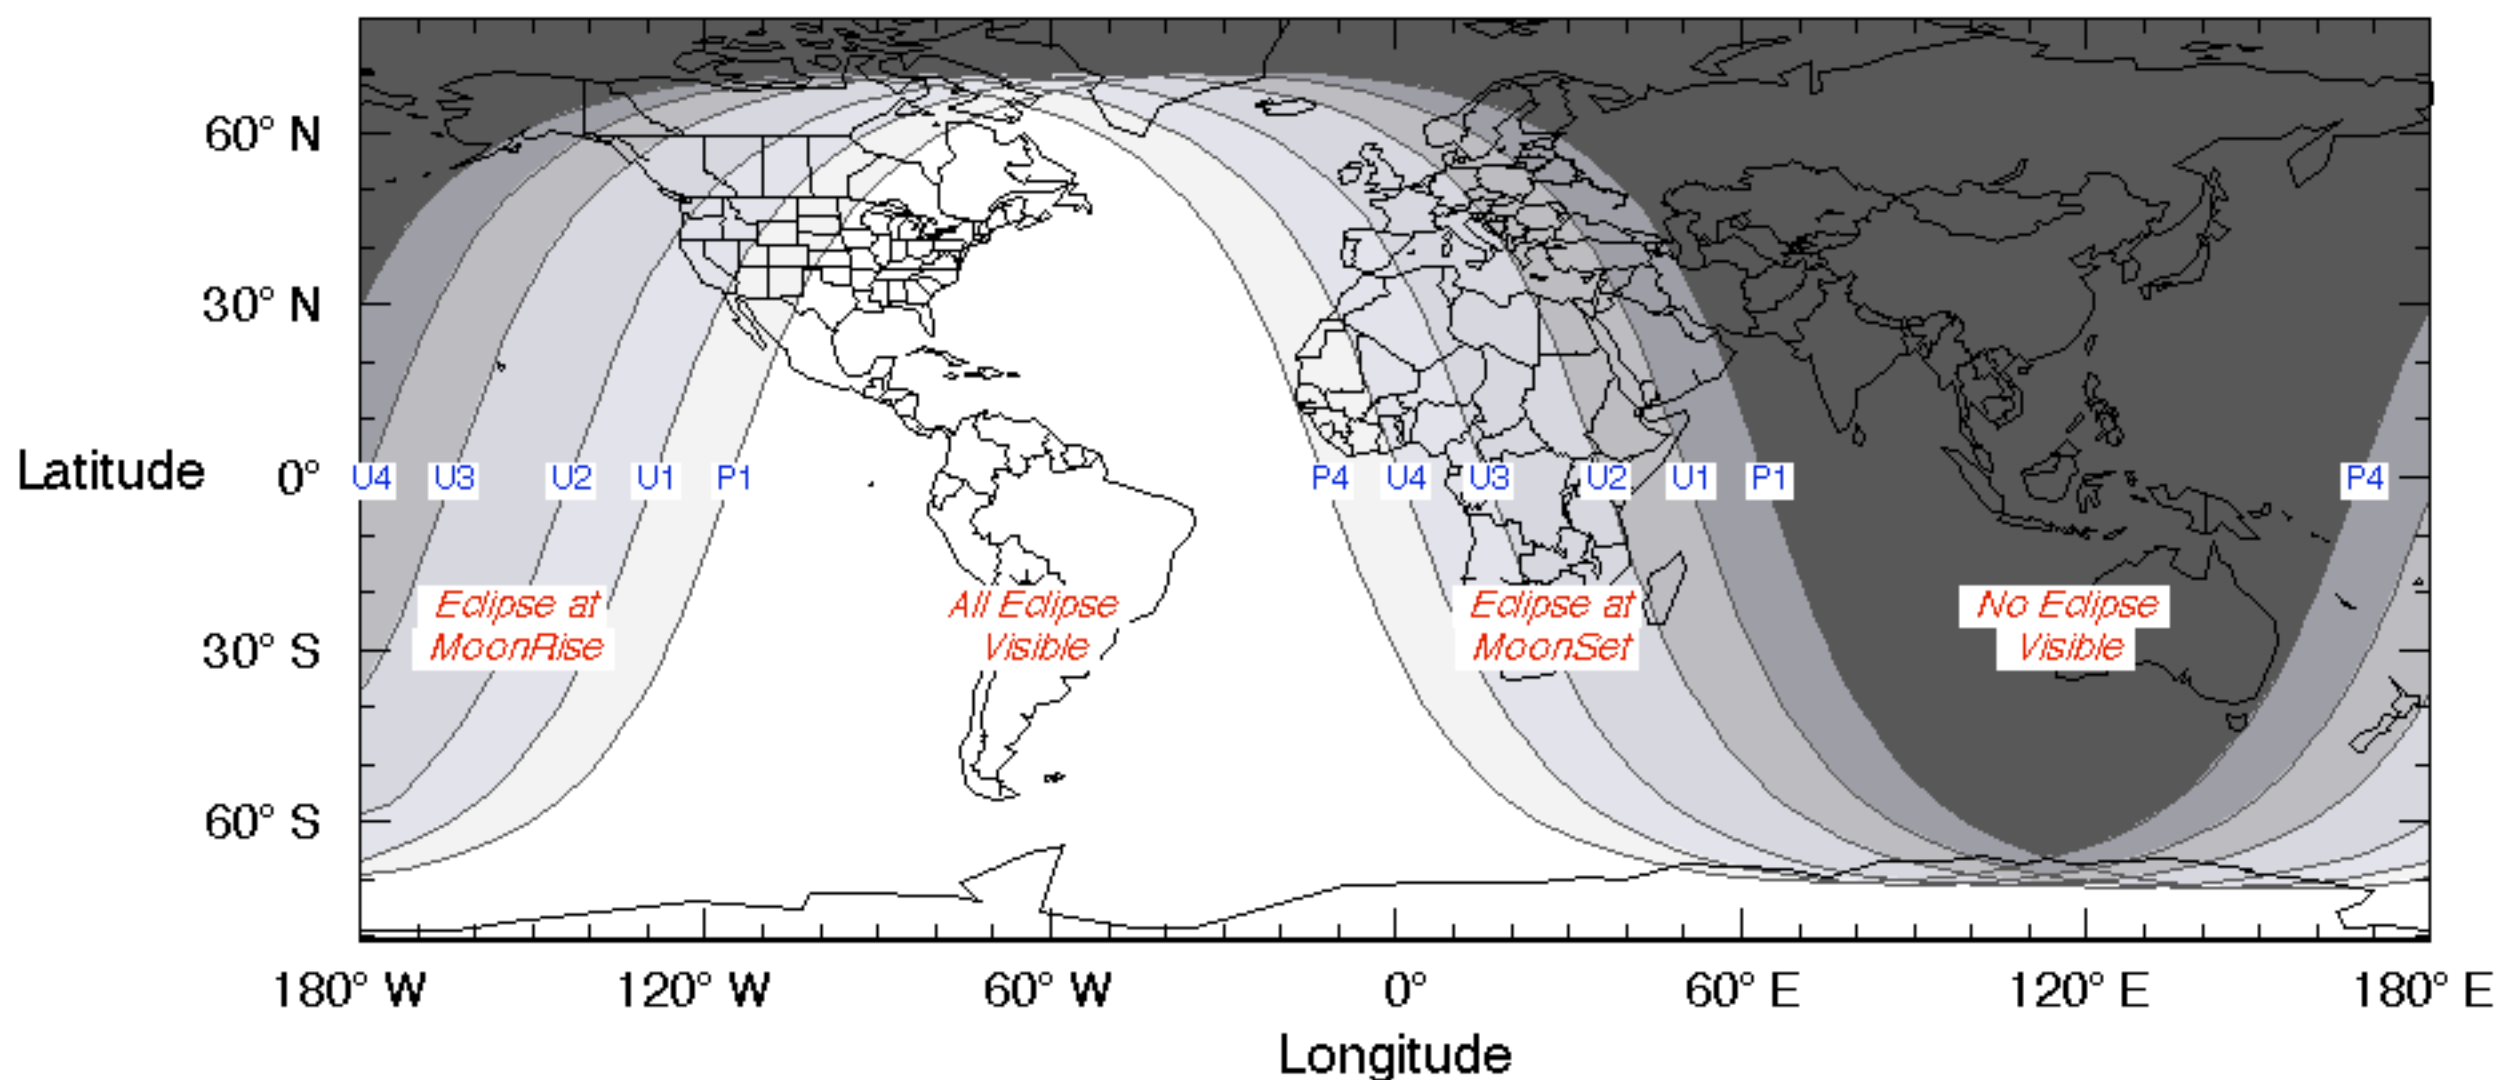 60° N
30° N
Latitude 0°
U4 U3 U2 U1 P1 P4 U4 U3 U2 U1 P1 P4
Eclipse at
MoonRise
All Eclipse
Visible
Eclipse at
MoonSet
No Eclipse
Visible
30° S
60° S
180° W 120° W 60° W 0° 60° E 120° E 180° E
Longitude